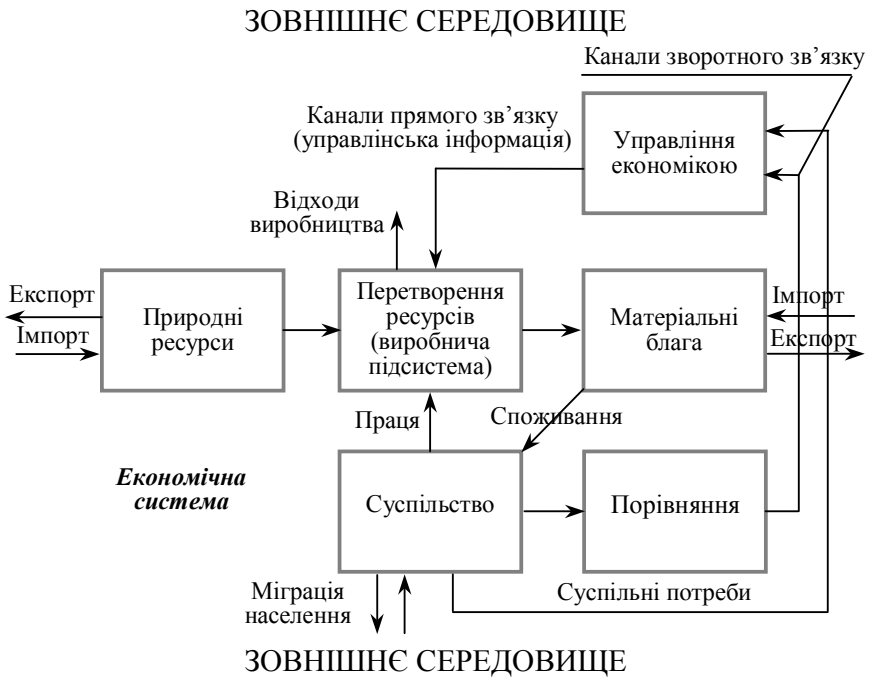 ЗОВНІШНЄ СЕРЕДОВИЩЕ
Канали зворотного зв’язку
Канали прямого зв’язку
(управлінська інформація)
Управління
економікою
Відходи
виробництва
Експорт
Імпорт
Природні
ресурси
Перетворення
ресурсів
(виробнича
підсистема)
Матеріальні
блага
Імпорт
Експорт
Праця
Споживання
Економічна
система
Суспільство
Порівняння
Міграція
населення
Суспільні потреби
ЗОВНІШНЄ СЕРЕДОВИЩЕ